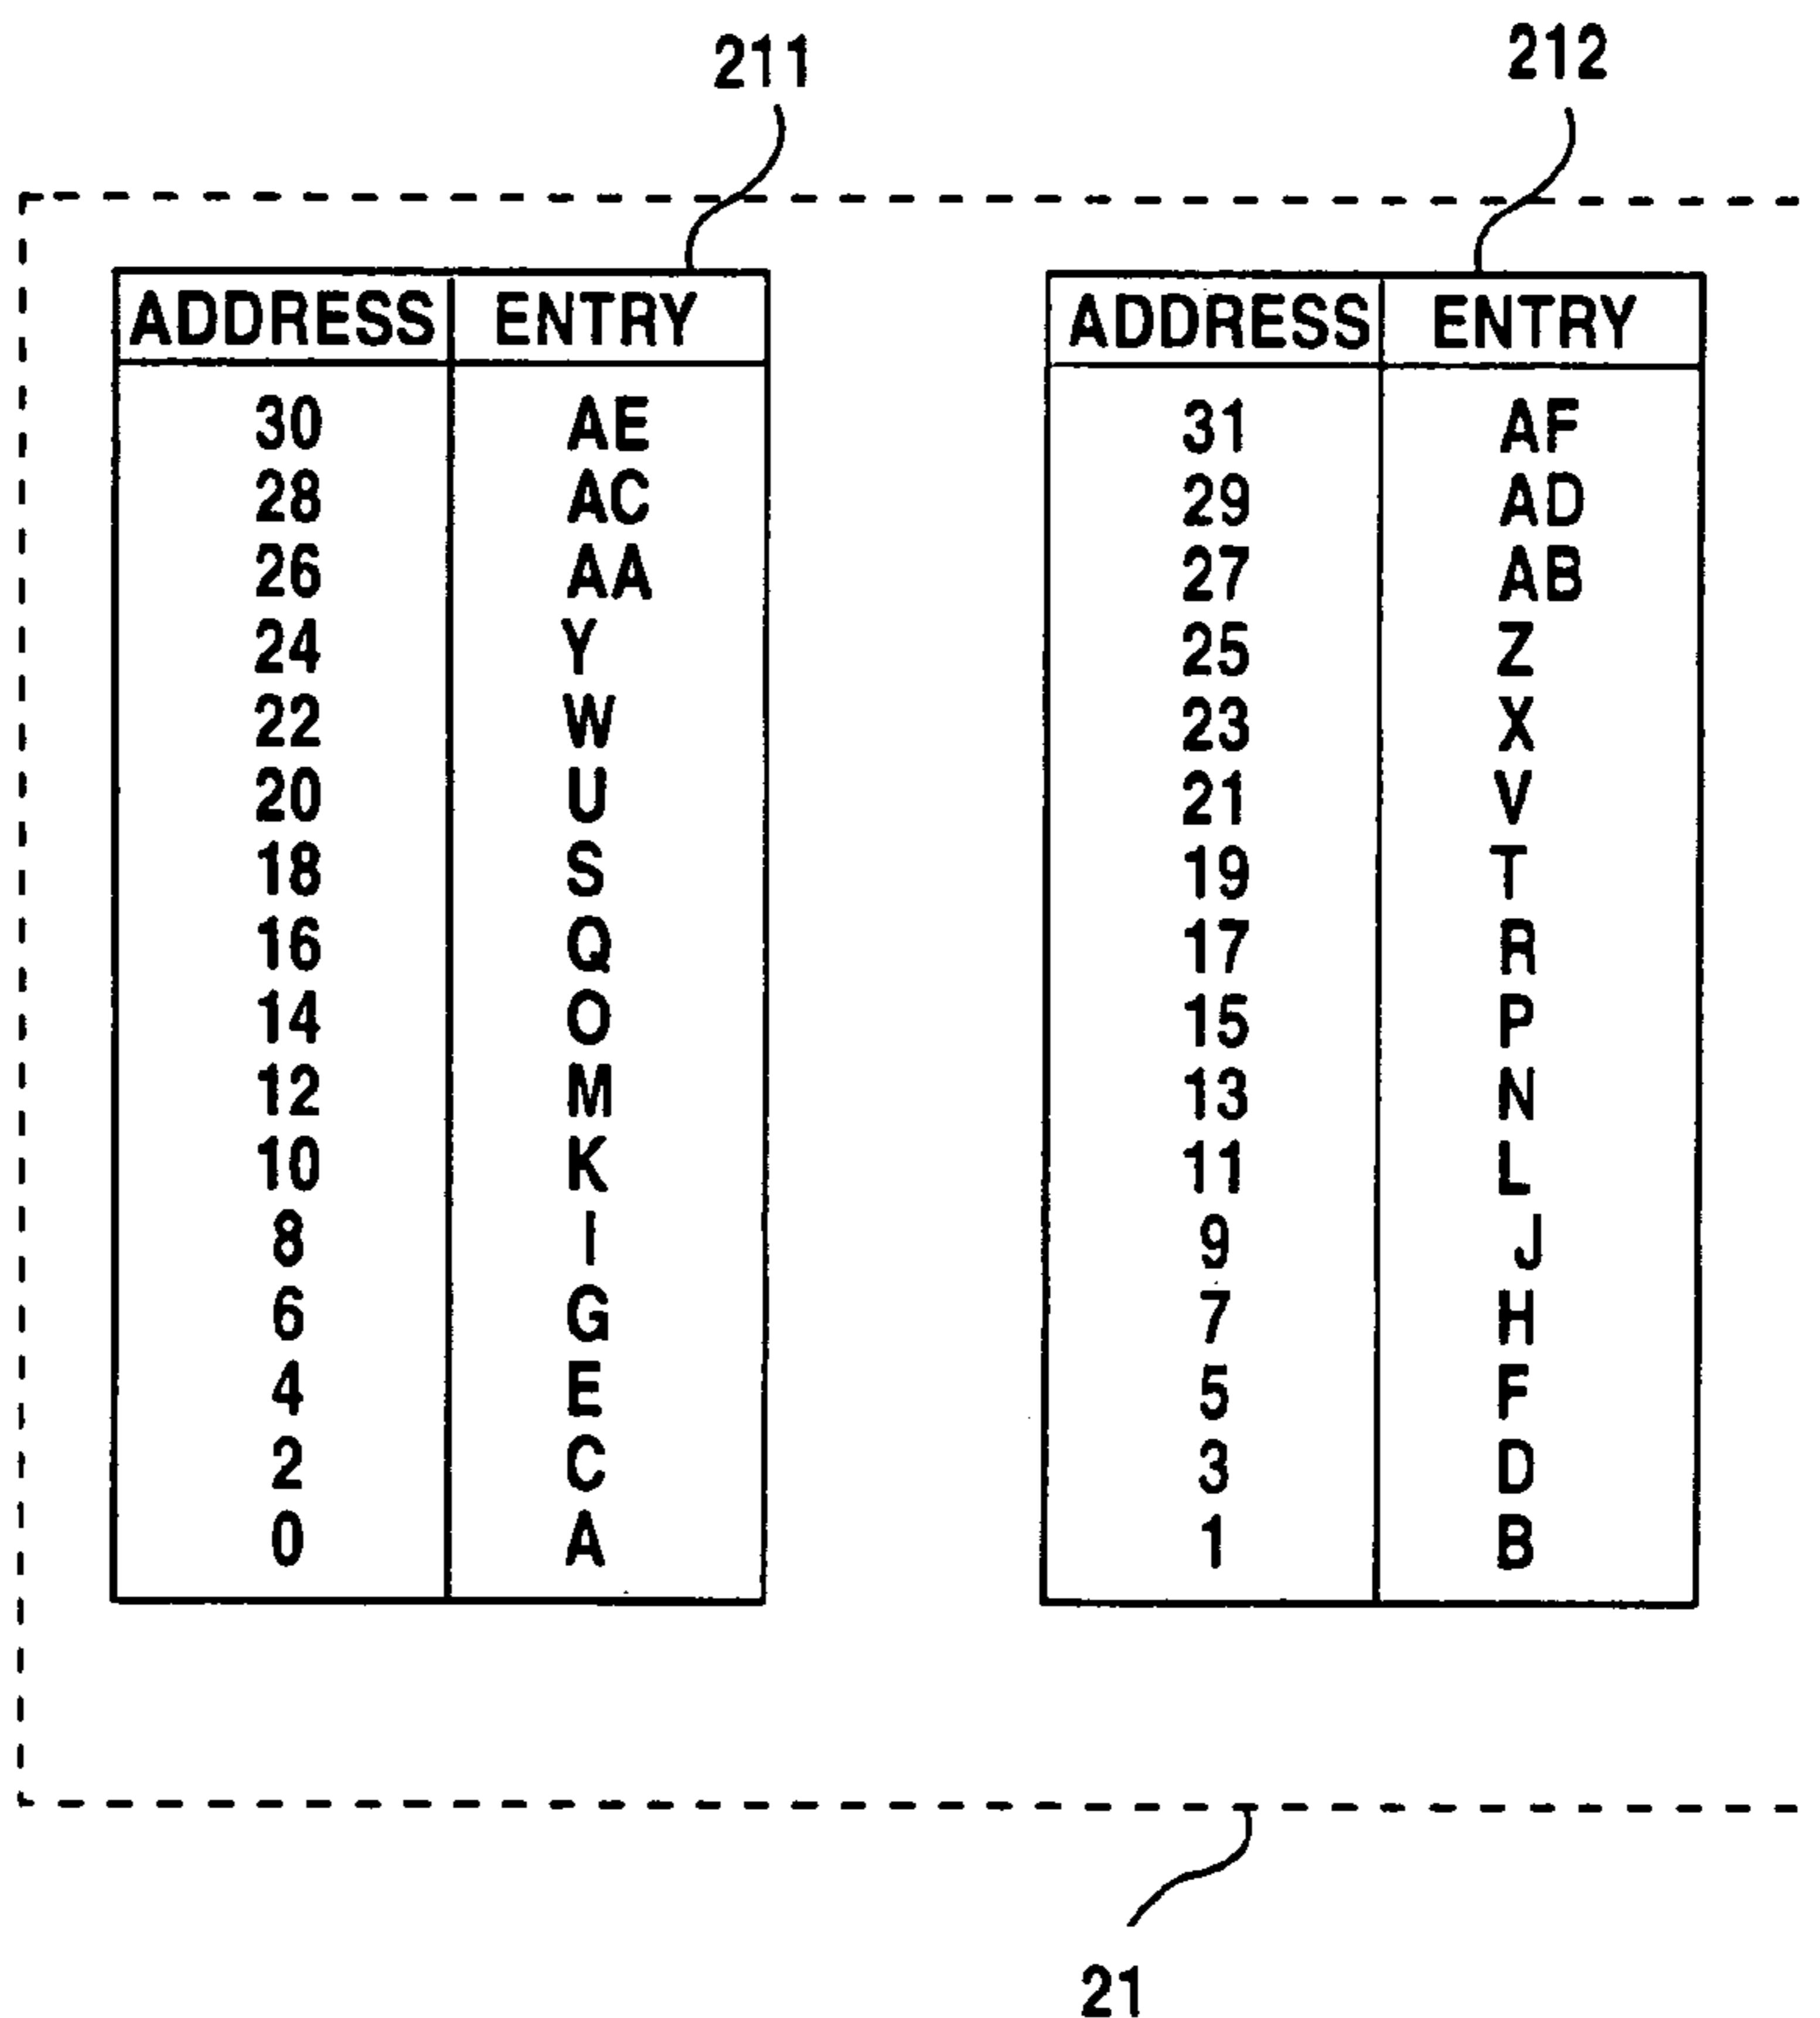 211 212
ADDRESS ENTRY ADDRESS ENTRY
30 AE 31 AF
28 AC 29 AD
26 AA 27 AB
24 Y 25 Z
22 W 23 X
20 U 21 V
18 S 19 T
16 Q 17 R
14 O 15 P
12 M 13 N
10 K 11 L
8 I 9 J
6 G 7 H
4 E 5 F
2 C 3 D
0 A 1 B
21